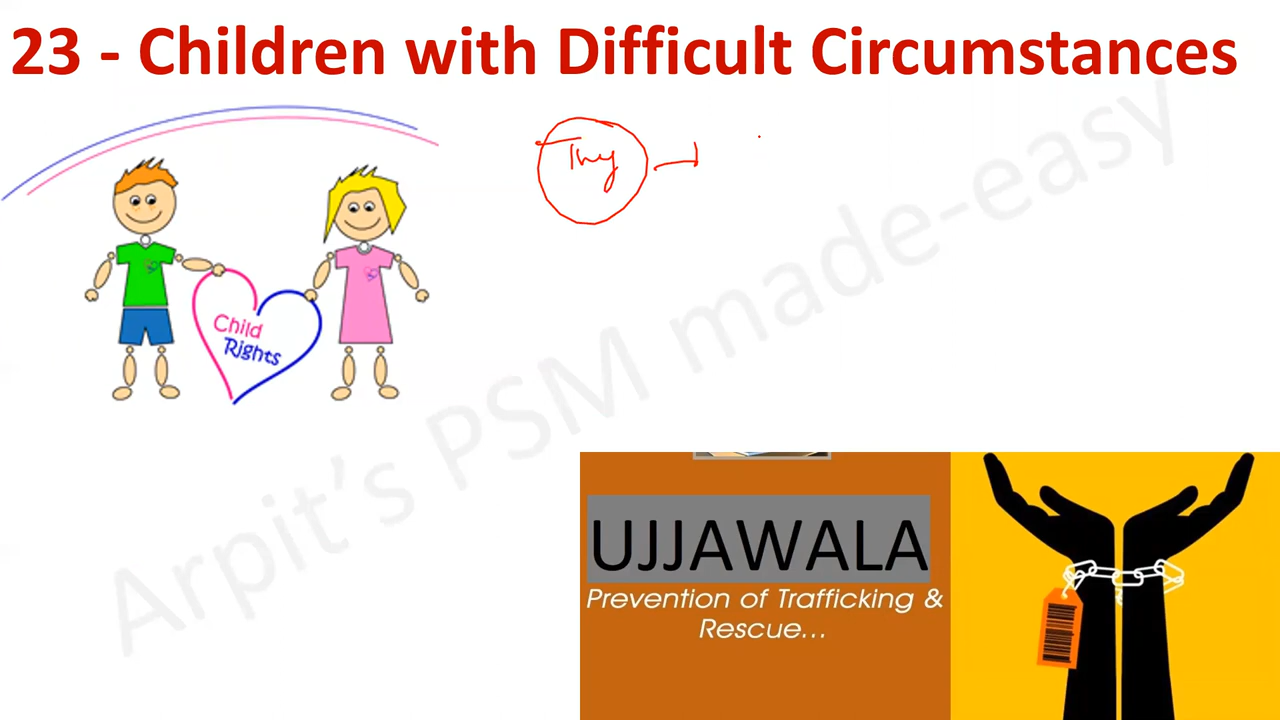 23 - Children with Difficult Circumstances
Child
Rights
Arpit's PSM made-easy
UJJAWALA
Prevention of Trafficking &
Rescue...